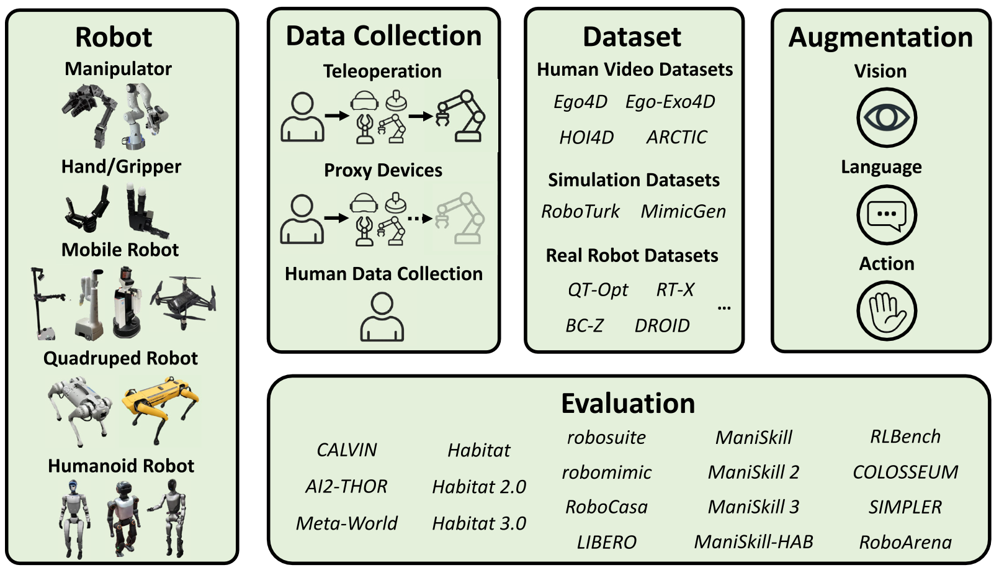 Robot
Manipulator
Hand/Gripper
Mobile Robot
Quadruped Robot
Humanoid Robot
Data Collection
Teleoperation
Proxy Devices
Human Data Collection
Dataset
Human Video Datasets
Ego4D Ego-Exo4D
HOI4D ARCTIC
Simulation Datasets
RoboTurk MimicGen
Real Robot Datasets
QT-Opt RT-X
...
BC-Z DROID
Augmentation
Vision
Language
Action
Evaluation
CALVIN
AI2-THOR
Meta-World
Habitat
Habitat 2.0
Habitat 3.0
robosuite
robomimic
RoboCasa
LIBERO
ManiSkill
ManiSkill 2
ManiSkill 3
ManiSkill-HAB
RLBench
COLOSSEUM
SIMPLER
RoboArena